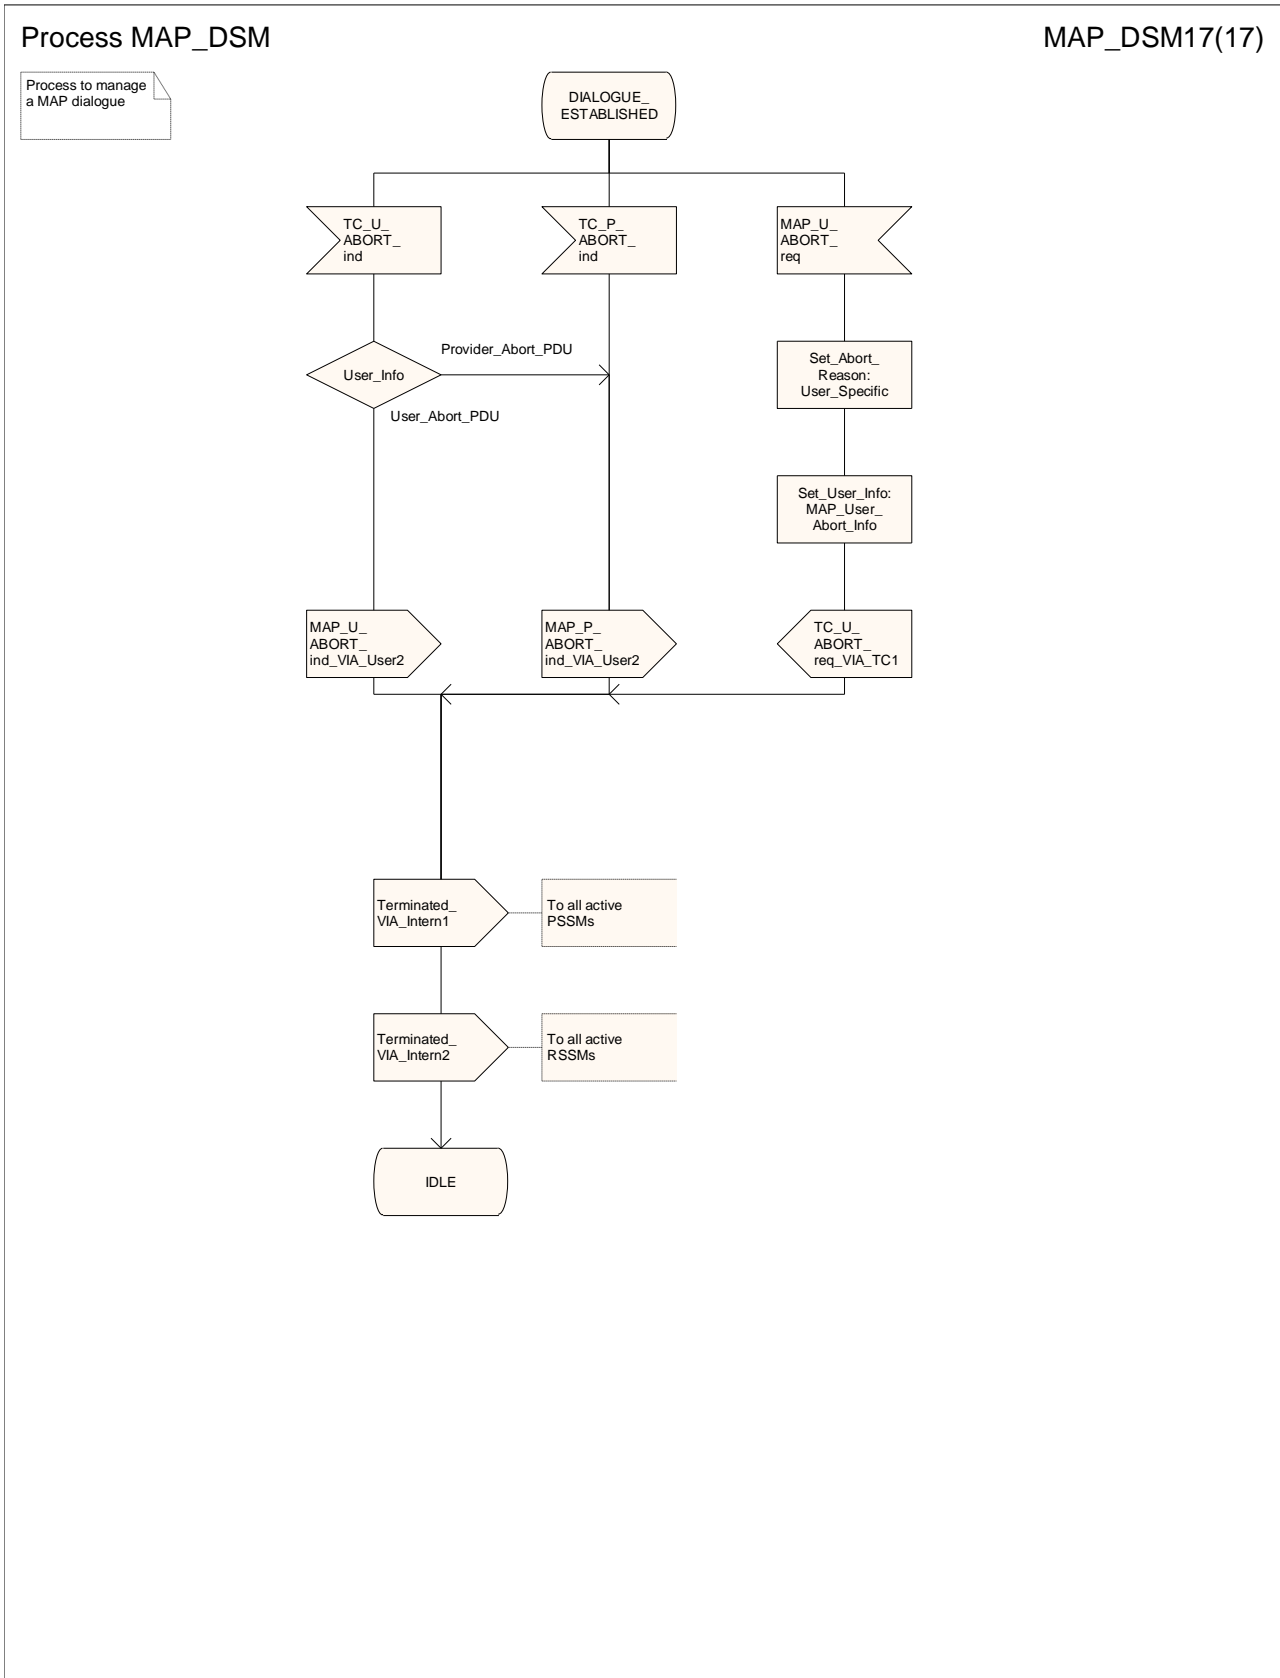 Process MAP_DSM
MAP_DSM17(17)
Process to manage
a MAP dialogue
DIALOGUE_
ESTABLISHED
TC_U_
ABORT_
ind
TC_P_
ABORT_
ind
MAP_U_
ABORT_
req
User_Info
Provider_Abort_PDU
User_Abort_PDU
Set_Abort_
Reason:
User_Specific
Set_User_Info:
MAP_User_
Abort_Info
MAP_U_
ABORT_
ind_VIA_User2
MAP_P_
ABORT_
ind_VIA_User2
TC_U_
ABORT_
req_VIA_TC1
Terminated_
VIA_Intern1
To all active
PSSMs
Terminated_
VIA_Intern2
To all active
RSSMs
IDLE